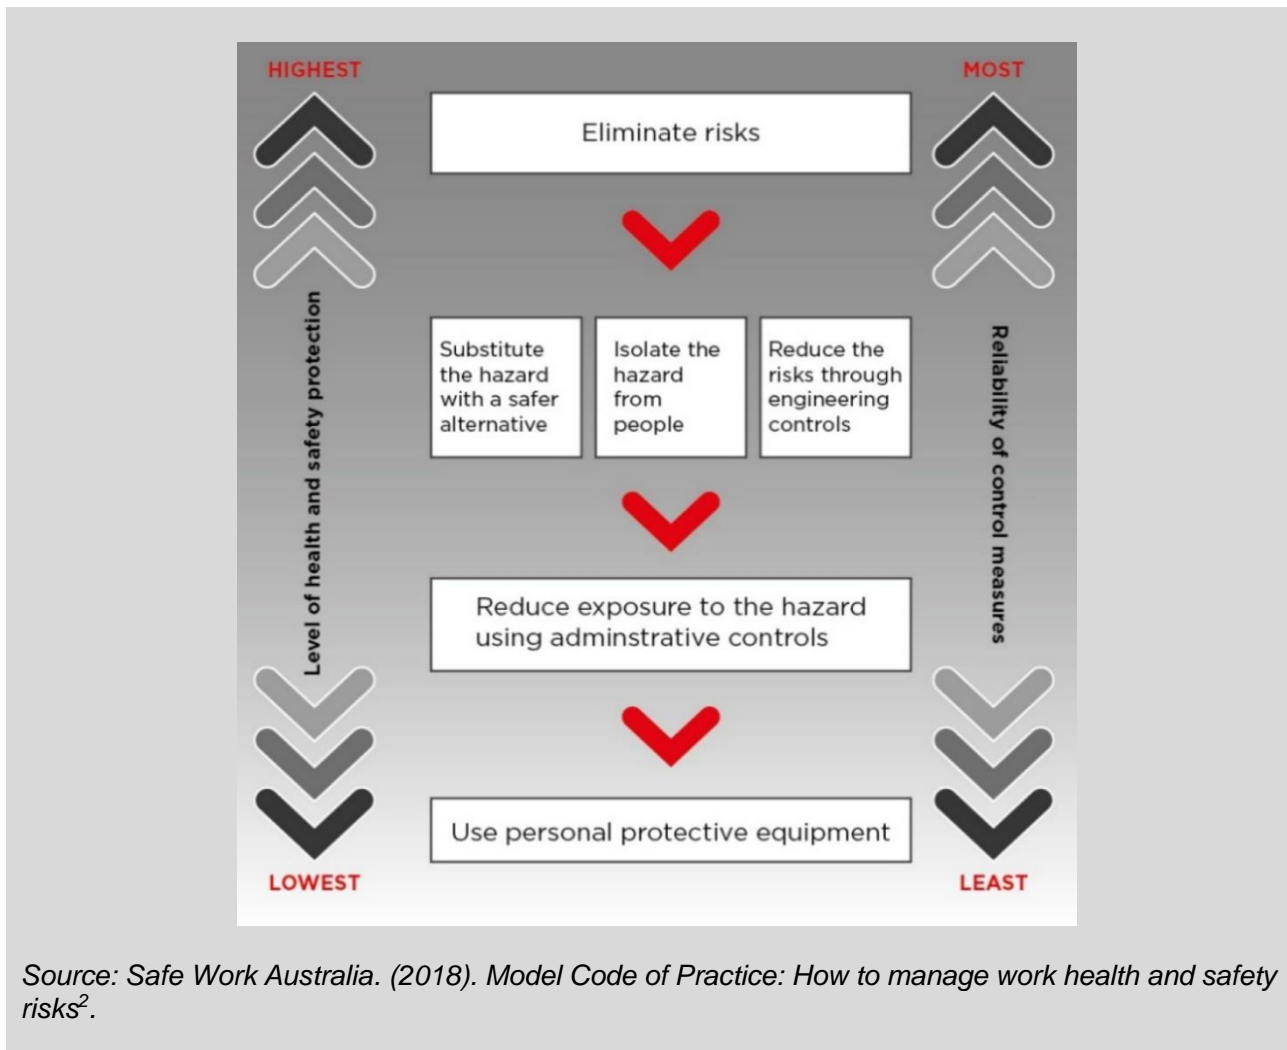 HIGHEST
MOST
Eliminate risks
Substitute
the hazard
with a safer
alternative
Isolate the
hazard
from
people
Reduce the
risks through
engineering
controls
Level of health and safety protection
Reliability of control measures
Reduce exposure to the hazard
using adminstrative controls
Use personal protective equipment
LOWEST
LEAST
Source: Safe Work Australia. (2018). Model Code of Practice: How to manage work health and safety
risks².